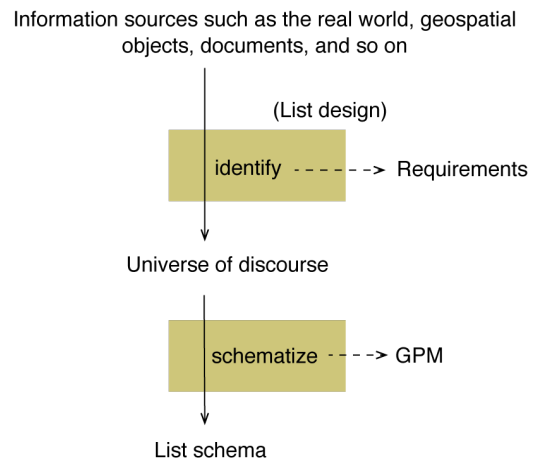 Information sources such as the real world, geospatial
objects, documents, and so on
(List design)
identify
Requirements
Universe of discourse
schematize
GPM
List schema